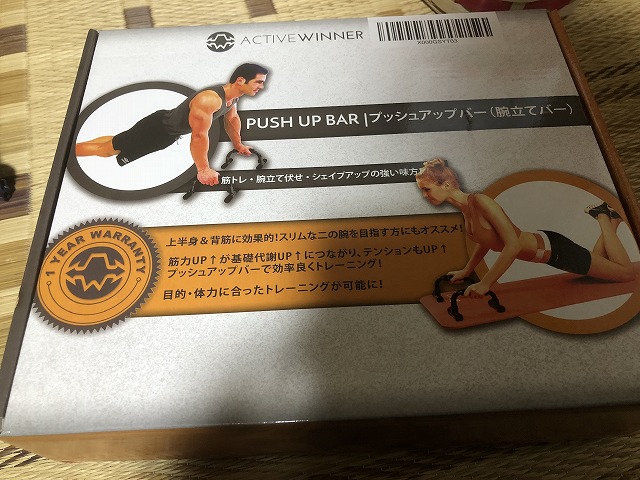 ACTIVEWINNER
X000GSYT03
PUSH UP BAR | プッシュアップバー(腕立てバー)
筋トレ・腕立て伏せ・シェイプアップの強い味方
1 YEAR WARRANTY
上半身&背筋に効果的!スリムな二の腕を目指す方にもオススメ!
筋力UP↑が基礎代謝UP↑につながり、テンションもUP↑
プッシュアップバーで効率良くトレーニング!
目的・体力に合ったトレーニングが可能に!